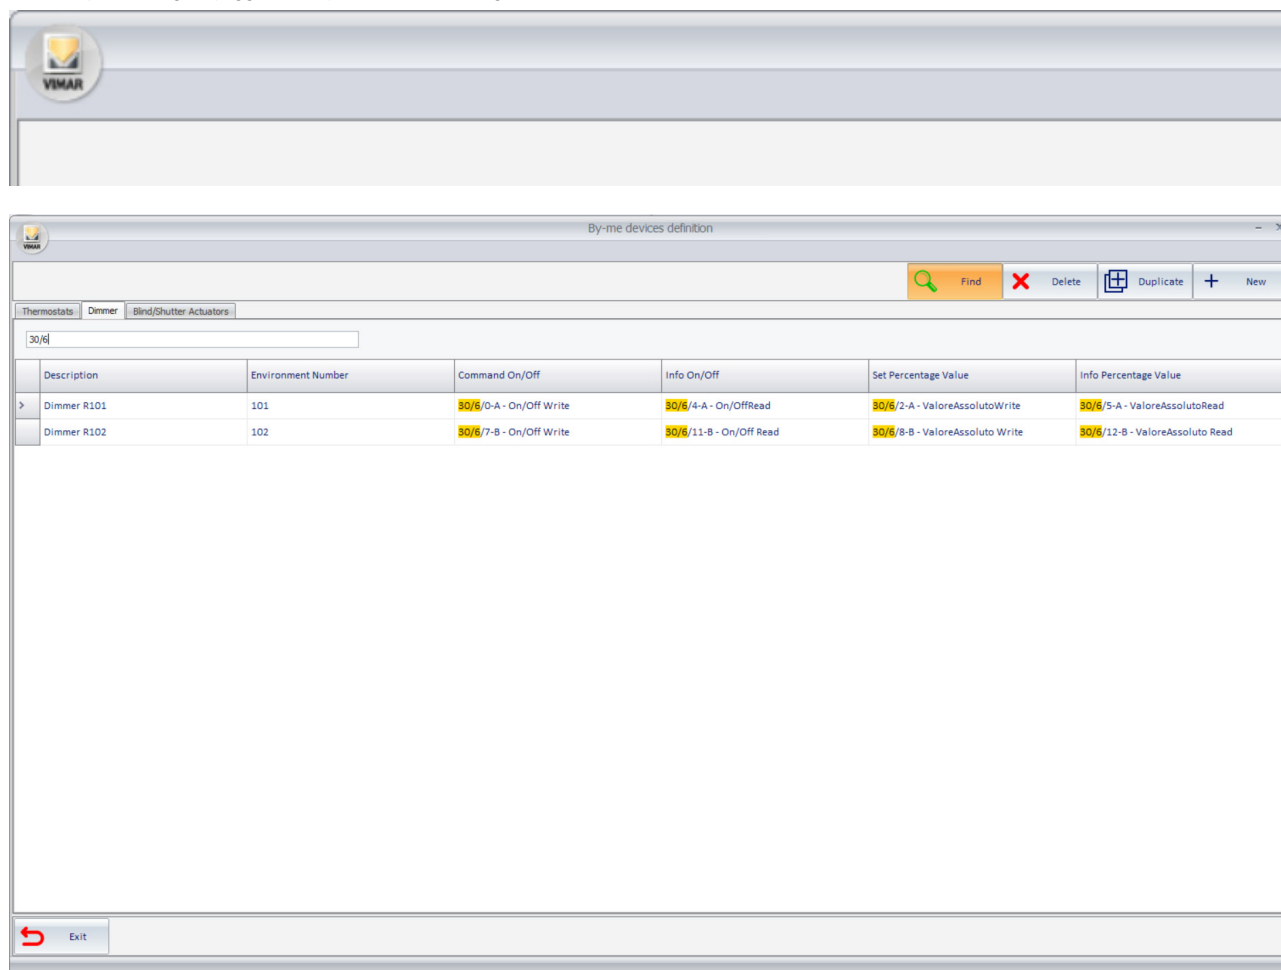 VIMAR
By-me devices definition
VIMAR
Find Delete Duplicate New
Thermostats Dimmer Blind/Shutter Actuators
30/6
Description Environment Number Command On/Off Info On/Off Set Percentage Value Info Percentage Value
> Dimmer R101 101 30/6/0-A - On/Off Write 30/6/4-A - On/OffRead 30/6/2-A - ValoreAssolutoWrite 30/6/5-A - ValoreAssolutoRead
Dimmer R102 102 30/6/7-B - On/Off Write 30/6/11-B - On/Off Read 30/6/8-B - ValoreAssoluto Write 30/6/12-B - ValoreAssoluto Read
Exit